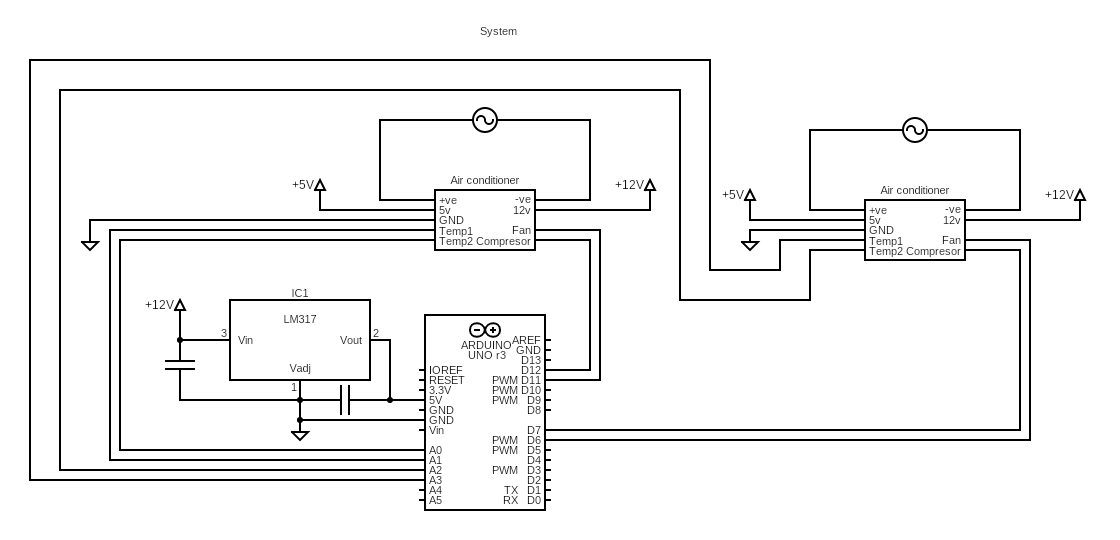 System
Air conditioner
+5V
+12V
+ve -ve
5v 12v
GND
Temp1 Fan
Temp2 Compresor
Air conditioner
+5V
+12V
+ve -ve
5v 12v
GND
Temp1 Fan
Temp2 Compresor
IC1
+12V
LM317
3 Vin Vout 2
Vadj
1
ARDUINO
UNO r3
AREF
GND
D13
IOREF D12
RESET PWM D11
3.3V PWM D10
5V PWM D9
GND D8
GND
Vin D7
PWM D6
A0 PWM D5
A1 D4
A2 PWM D3
A3 D2
A4 TX D1
A5 RX D0